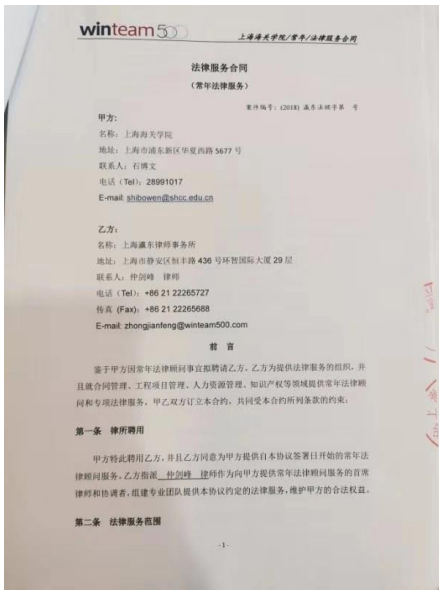 winteam500
上海海关学院/常年/法律服务合同
法律服务合同
（常年法律服务）
案件编号：(2018) 瀛东法顾字第 号
甲方：
名称：上海海关学院
地址：上海市浦东新区华夏西路 5677 号
联系人：石博文
电话（Tel）：28991017
E-mail: shibowen@shcc.edu.cn
乙方：
名称：上海瀛东律师事务所
地址：上海市静安区恒丰路 436 号环智国际大厦 29 层
联系人：仲剑峰 律师
电话（Tel）：+86 21 22265727
传真 (Fax)：+86 21 22265688
E-mail: zhongjianfeng@winteam500.com
前 言
鉴于甲方因常年法律顾问事宜拟聘请乙方，乙方为提供法律服务的组织，并
且就合同管理、工程项目管理、人力资源管理、知识产权等领域提供常年法律顾
问和专项法律服务，甲乙双方订立本合约，共同受本合约所列条款的约束：
第一条 律所聘用
甲方特此聘用乙方，并且乙方同意为甲方提供自本协议签署日开始的常年法
律顾问服务，乙方指派 仲剑峰 律师作为向甲方提供常年法律顾问服务的首席
律师和协调者，组建专业团队提供本协议约定的法律服务，维护甲方的合法权益。
第二条 法律服务范围
- 1 -